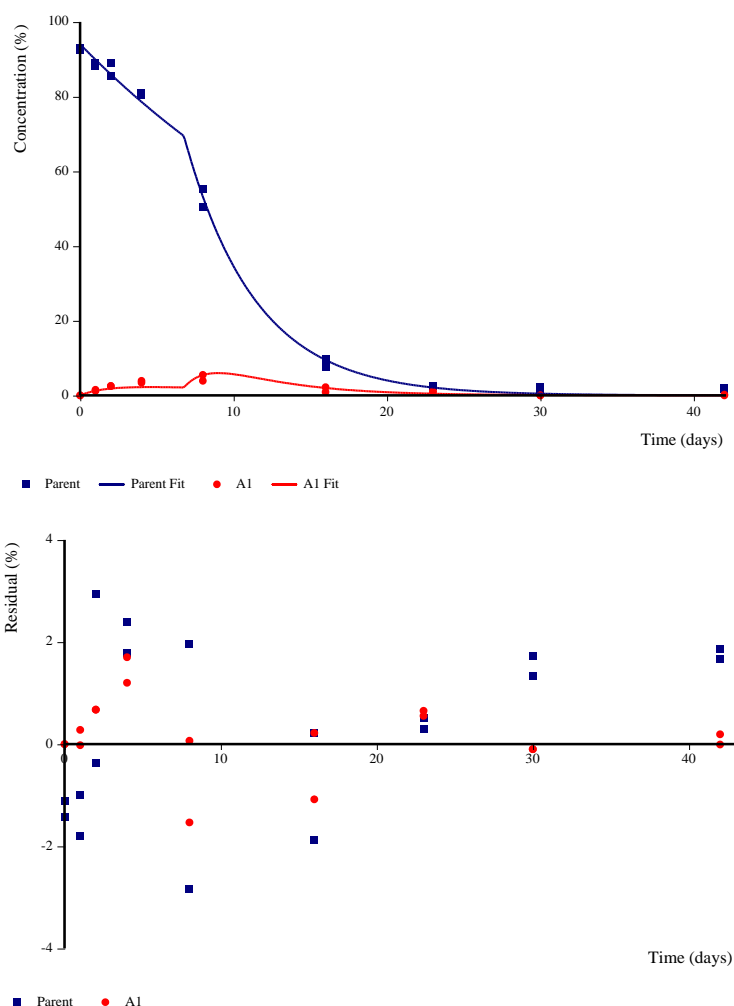 Concentration (%)
100
80
60
40
20
0
0 10 20 30 40
Time (days)
Parent Parent Fit A1 A1 Fit
Residual (%)
4
2
0
-2
-4
0 10 20 30 40
Time (days)
Parent A1